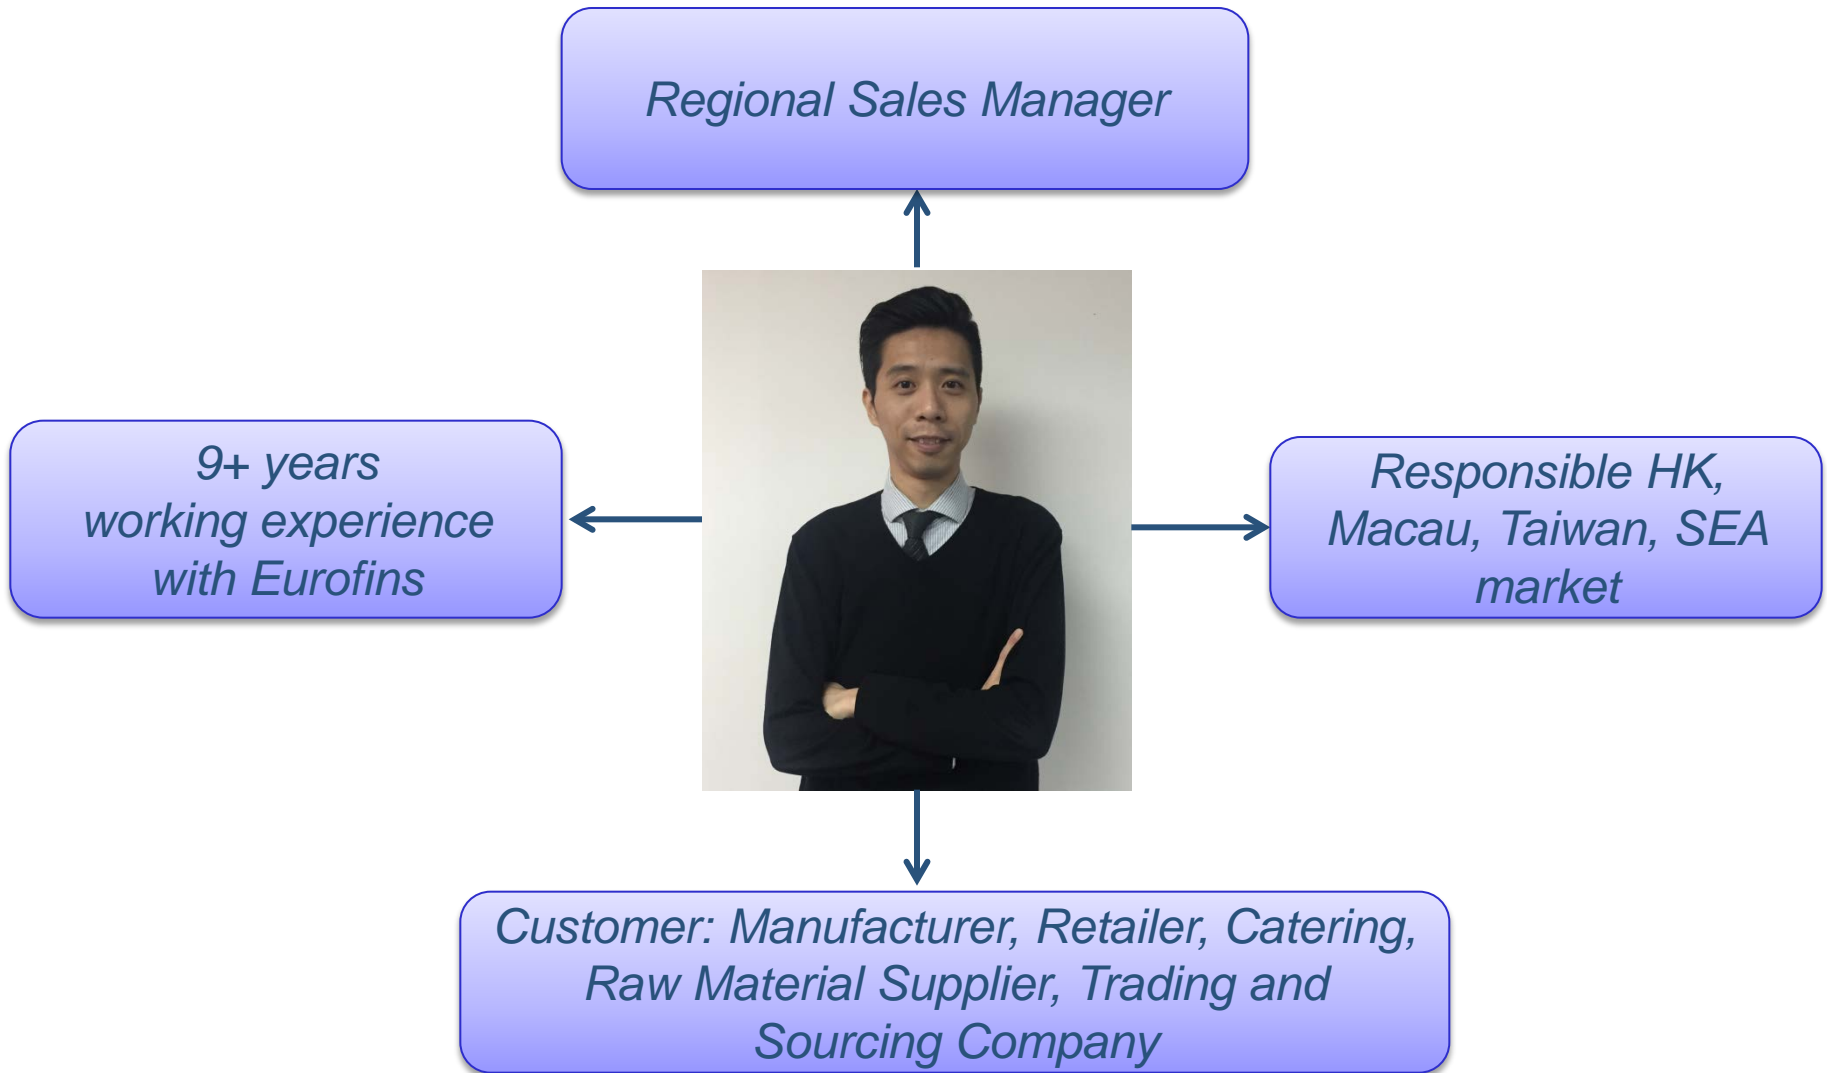 Regional Sales Manager
9+ years
working experience
with Eurofins
Responsible HK,
Macau, Taiwan, SEA
market
Customer: Manufacturer, Retailer, Catering,
Raw Material Supplier, Trading and
Sourcing Company